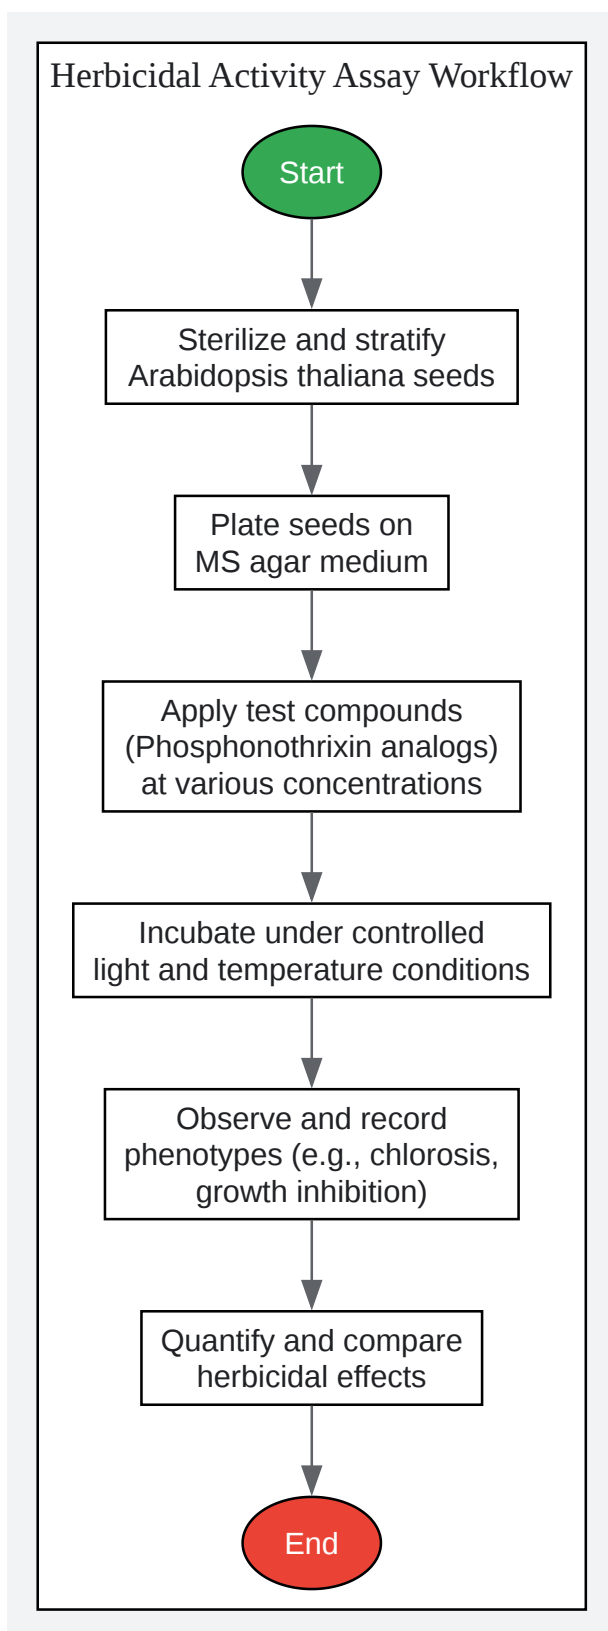 Herbicidal Activity Assay Workflow
Start
Sterilize and stratify
Arabidopsis thaliana seeds
Plate seeds on
MS agar medium
Apply test compounds
(Phosphonothrixin analogs)
at various concentrations
Incubate under controlled
light and temperature conditions
Observe and record
phenotypes (e.g., chlorosis,
growth inhibition)
Quantify and compare
herbicidal effects
End